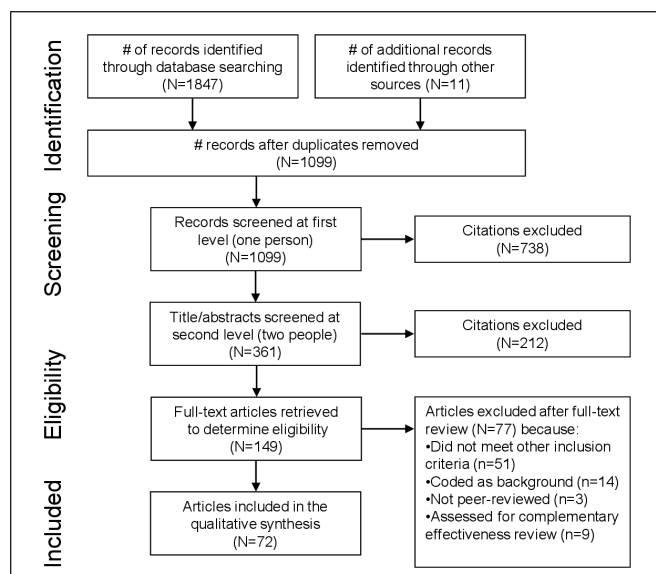 Identification
# of records identified
through database searching
(N=1847)
# of additional records
identified through other
sources (N=11)
# records after duplicates removed
(N=1099)
Screening
Records screened at first
level (one person)
(N=1099)
Citations excluded
(N=738)
Title/abstracts screened at
second level (two people)
(N=361)
Citations excluded
(N=212)
Eligibility
Full-text articles retrieved
to determine eligibility
(N=149)
Articles excluded after full-text
review (N=77) because:
•Did not meet other inclusion
criteria (n=51)
•Coded as background (n=14)
•Not peer-reviewed (n=3)
•Assessed for complementary
effectiveness review (n=9)
Included
Articles included in the
qualitative synthesis
(N=72)